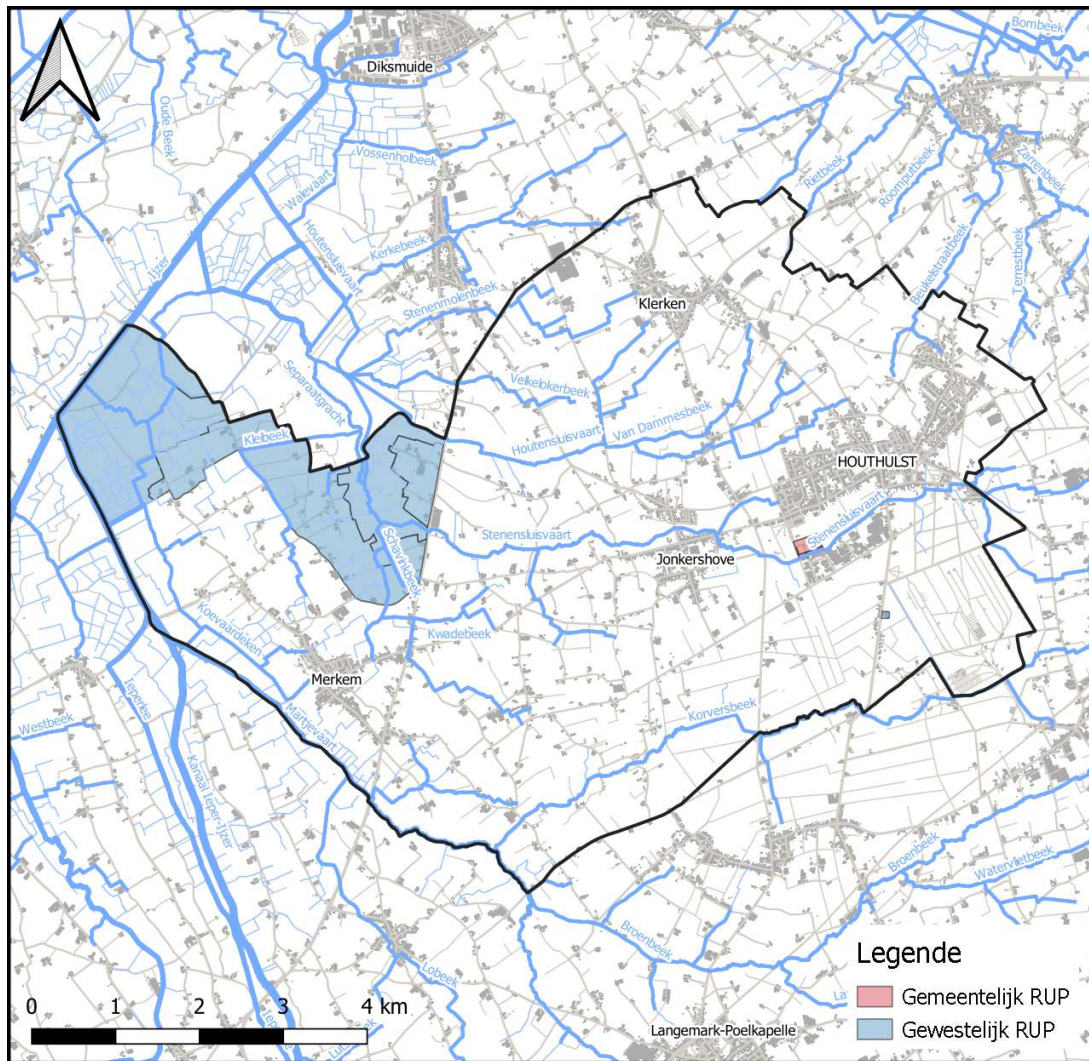 Bombeek
Diksmuide
Oude Beek
Vossenholbeek
Zarrenbeek
Rietbeek
Roomputbeek
Walevaart
Houtensluisvaart
Kerkebeek
Beukelstraatbeek
Terrestbeek
Ijzer
Klerken
Stenenmolenbeek
Separaatgracht
Velkelokerbeek
Kleibeek
Houtensluisvaart
Van Dammesbeek
HOUTHULST
Stenensluisvaart
Stenensluisvaart
Schavinkbeek
Jonkershove
Koevaardeken
Kwadebeek
Merkem
Ieperlee
Martjevaart
Korversbeek
Westbeek
Kanaal Ieper-Ijzer
Broenbeek
Watervlietbeek
Broenbeek
Lobeek
Langemark-Poelkapelle
Legende
Gemeentelijk RUP
Gewestelijk RUP
0 1 2 3 4 km